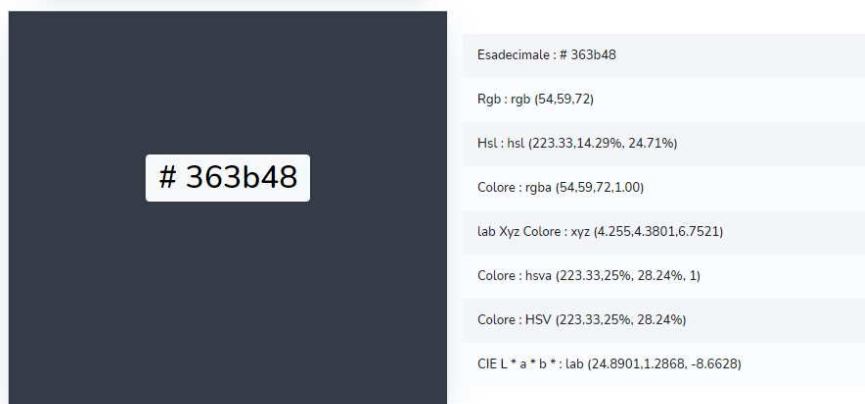 # 363b48
Esadecimale : # 363b48
Rgb : rgb (54,59,72)
Hsl : hsl (223.33,14.29%, 24.71%)
Colore : rgba (54,59,72,1.00)
lab Xyz Colore : xyz (4.255,4.3801,6.7521)
Colore : hsva (223.33,25%, 28.24%, 1)
Colore : HSV (223.33,25%, 28.24%)
CIE L * a * b * : lab (24.8901,1.2868, -8.6628)